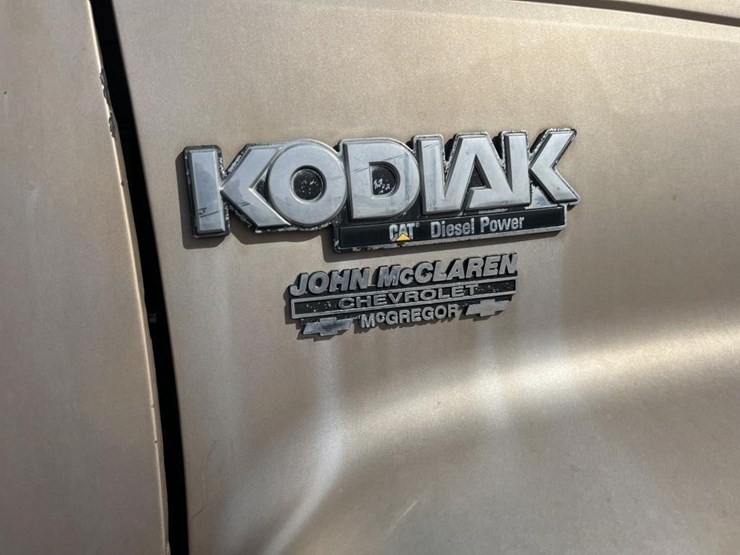 KODIAK
CAT Diesel Power
JOHN McCLAREN
CHEVROLET
McGREGOR